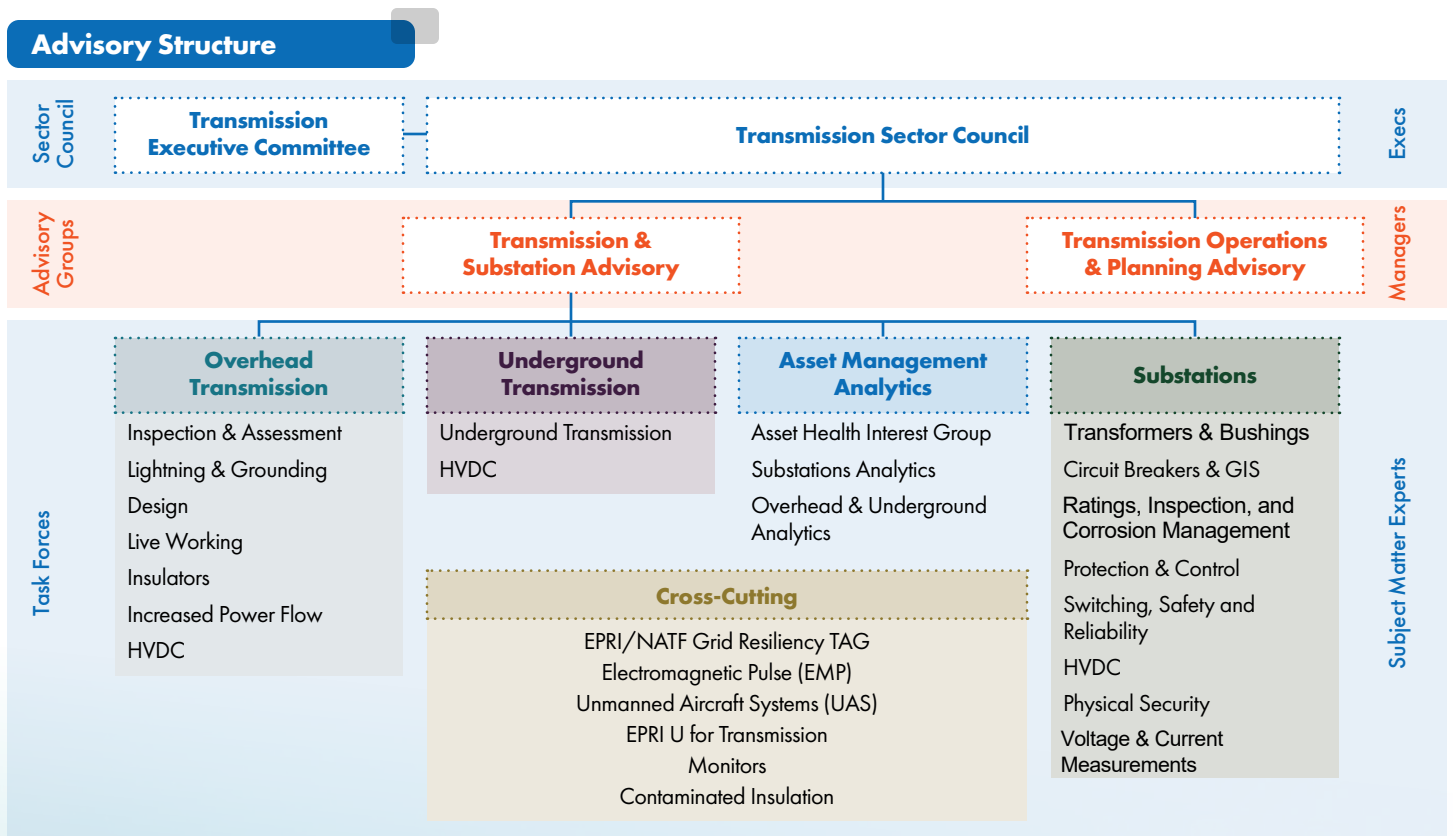 Advisory Structure
Sector
Council
Transmission
Executive Committee
Transmission Sector Council
Execs
Advisory
Groups
Transmission &
Substation Advisory
Transmission Operations
& Planning Advisory
Managers
Task Forces
Overhead
Transmission
Inspection & Assessment
Lightning & Grounding
Design
Live Working
Insulators
Increased Power Flow
HVDC
Underground
Transmission
Underground Transmission
HVDC
Asset Management
Analytics
Asset Health Interest Group
Substations Analytics
Overhead & Underground
Analytics
Cross-Cutting
EPRI/NATF Grid Resiliency TAG
Electromagnetic Pulse (EMP)
Unmanned Aircraft Systems (UAS)
EPRI U for Transmission
Monitors
Contaminated Insulation
Substations
Transformers & Bushings
Circuit Breakers & GIS
Ratings, Inspection, and
Corrosion Management
Protection & Control
Switching, Safety and
Reliability
HVDC
Physical Security
Voltage & Current
Measurements
Subject Matter Experts